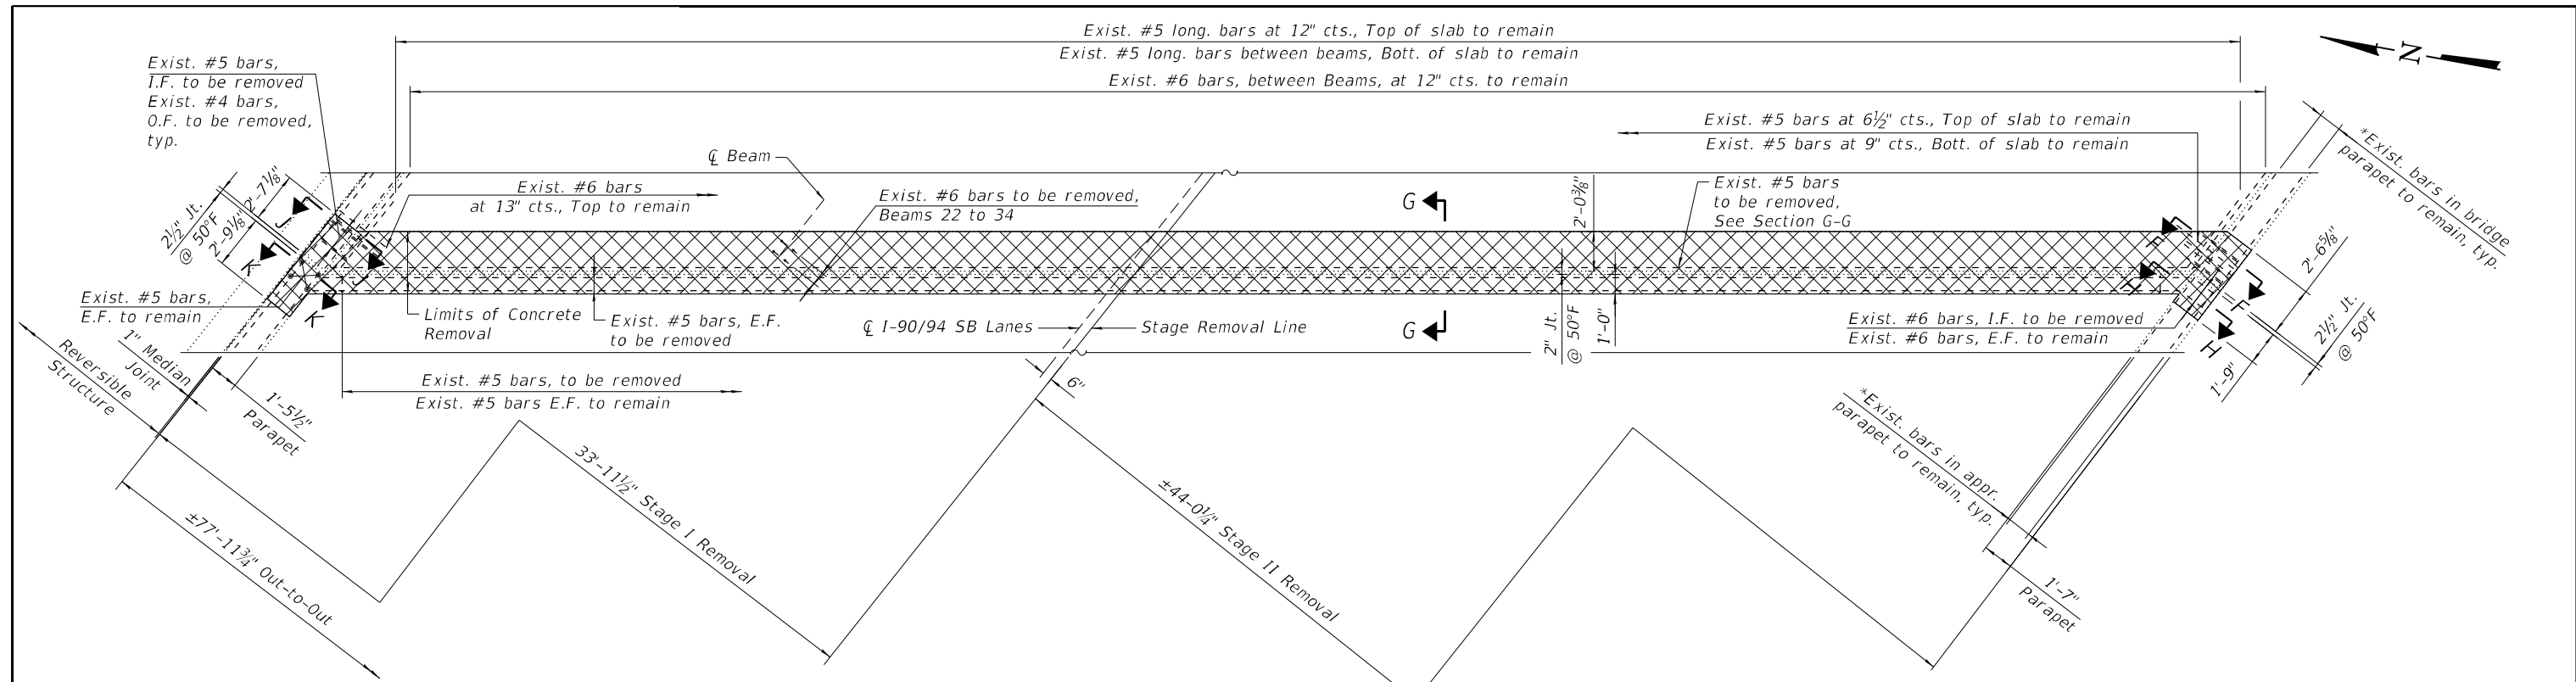 Exist. #5 long. bars at 12" cts., Top of slab to remain
Exist. #5 long. bars between beams, Bott. of slab to remain
Exist. #6 bars, between Beams, at 12" cts. to remain
N
Exist. #5 bars,
I.F. to be removed
Exist. #4 bars,
O.F. to be removed,
typ.
Exist. #5 bars at 6½" cts., Top of slab to remain
Exist. #5 bars at 9" cts., Bott. of slab to remain
*Exist. bars in bridge
parapet to remain, typ.
℄ Beam
Exist. #6 bars
at 13" cts., Top to remain
Exist. #6 bars to be removed,
Beams 22 to 34
G
2'-0⅜"
Exist. #5 bars
to be removed,
See Section G-G
2½" Jt.
@ 50°F
2'-7⅛"
2'-9⅛"
J
K
J
K
F
H
F
H
2'-6⅝"
2½" Jt.
@ 50°F
1'-9"
Exist. #5 bars,
E.F. to remain
Limits of Concrete
Removal
Exist. #5 bars, E.F.
to be removed
℄ I-90/94 SB Lanes
Stage Removal Line
G
2" Jt.
@ 50°F
1'-0"
Exist. #6 bars, I.F. to be removed
Exist. #6 bars, E.F. to remain
Reversible
Structure
1" Median
Joint
1'-5½"
Parapet
Exist. #5 bars, to be removed
Exist. #5 bars E.F. to remain
6"
*Exist. bars in appr.
parapet to remain, typ.
±77'-11¾" Out-to-Out
33'-11½" Stage I Removal
±44-0¼" Stage II Removal
1'-7"
Parapet